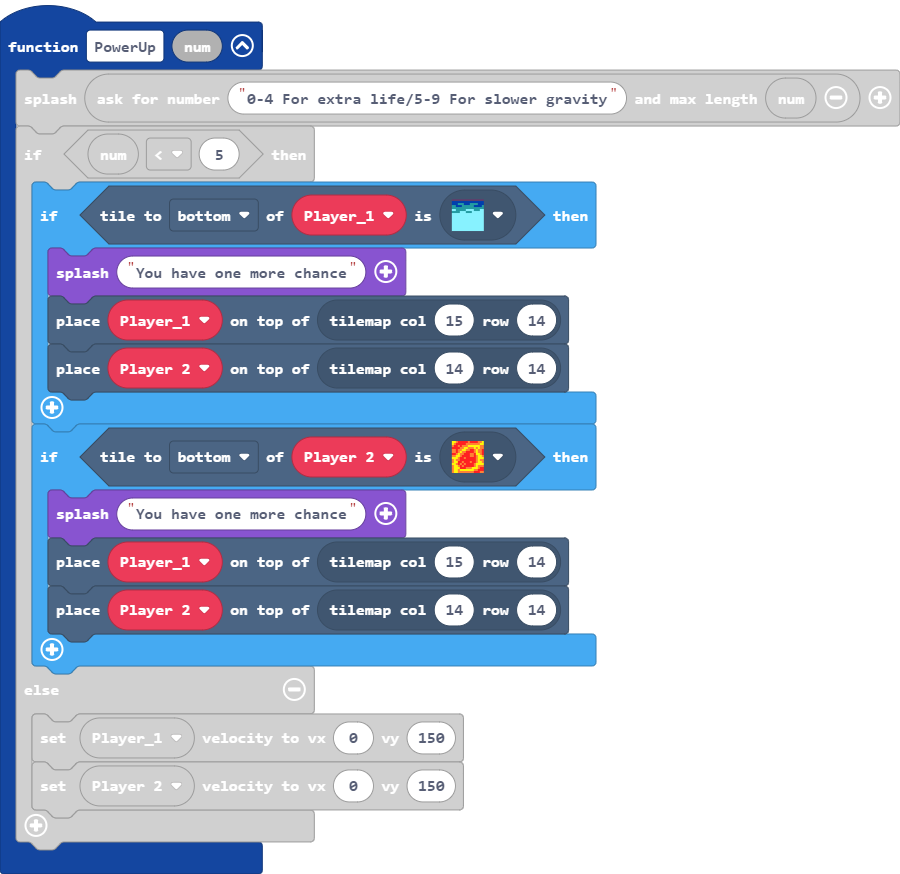 function PowerUp num
splash ask for number "0-4 For extra life/5-9 For slower gravity" and max length num
if num < 5 then
if tile to bottom of Player_1 is then
splash "You have one more chance"
place Player_1 on top of tilemap col 15 row 14
place Player 2 on top of tilemap col 14 row 14
if tile to bottom of Player 2 is then
splash "You have one more chance"
place Player_1 on top of tilemap col 15 row 14
place Player 2 on top of tilemap col 14 row 14
else
set Player_1 velocity to vx 0 vy 150
set Player 2 velocity to vx 0 vy 150